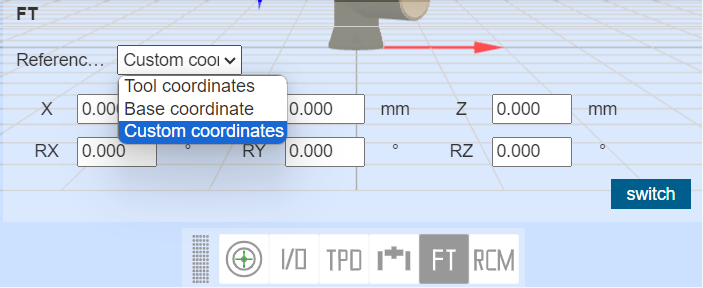 FT
Referenc... Custom coor
Tool coordinates
Base coordinate
Custom coordinates
X 0.000 0.000 mm Z 0.000 mm
RX 0.000 ° RY 0.000 ° RZ 0.000 °
switch
I/O TPD FT RCM